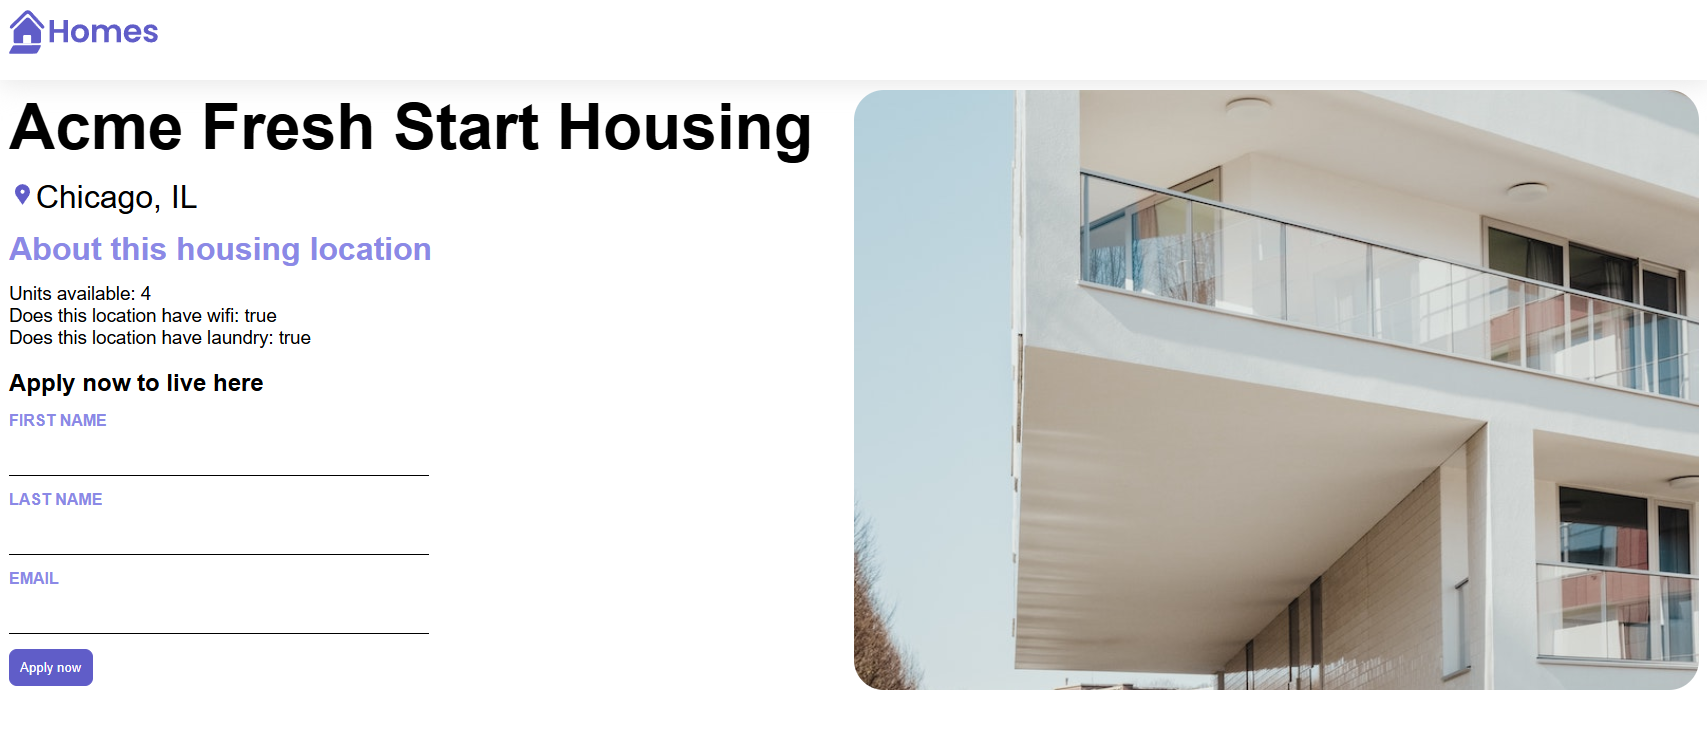 Homes
Acme Fresh Start Housing
Chicago, IL
About this housing location
Units available: 4
Does this location have wifi: true
Does this location have laundry: true
Apply now to live here
FIRST NAME
LAST NAME
EMAIL
Apply now